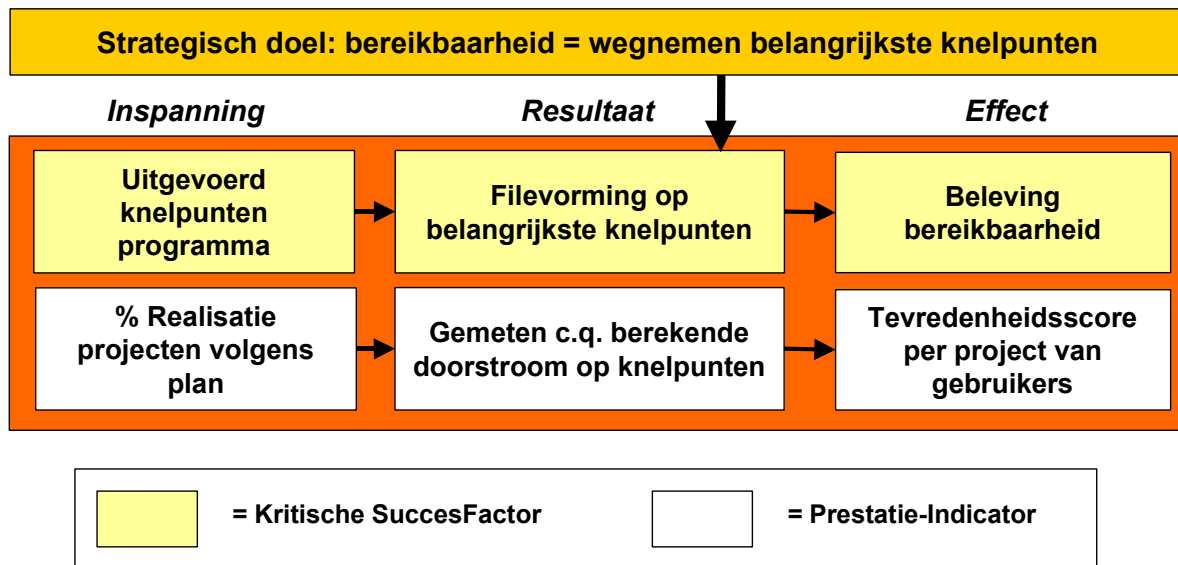 Strategisch doel: bereikbaarheid = wegnemen belangrijkste knelpunten
Inspanning
Resultaat
Effect
Uitgevoerd
knelpunten
programma
Filevorming op
belangrijkste knelpunten
Beleving
bereikbaarheid
% Realisatie
projecten volgens
plan
Gemeten c.q. berekende
doorstroom op knelpunten
Tevredenheidsscore
per project van
gebruikers
= Kritische SuccesFactor
= Prestatie-Indicator